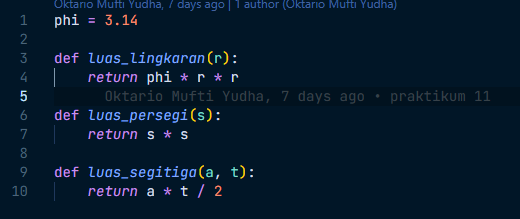 Oktario Mufti Yudha, 7 days ago | 1 author (Oktario Mufti Yudha)
1 phi = 3.14
2
3 def luas_lingkaran(r):
4     return phi * r * r
5       Oktario Mufti Yudha, 7 days ago • praktikum 11
6 def luas_persegi(s):
7     return s * s
8
9 def luas_segitiga(a, t):
10     return a * t / 2